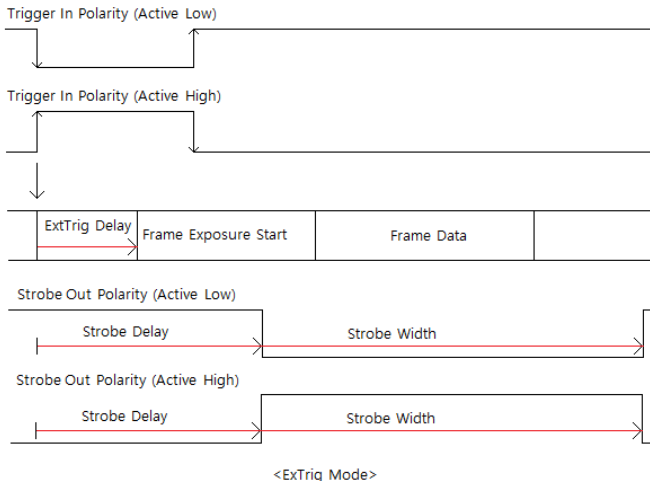 Trigger In Polarity (Active Low)
Trigger In Polarity (Active High)
ExtTrig Delay
Frame Exposure Start
Frame Data
Strobe Out Polarity (Active Low)
Strobe Delay
Strobe Width
Strobe Out Polarity (Active High)
Strobe Delay
Strobe Width
<ExTrig Mode>